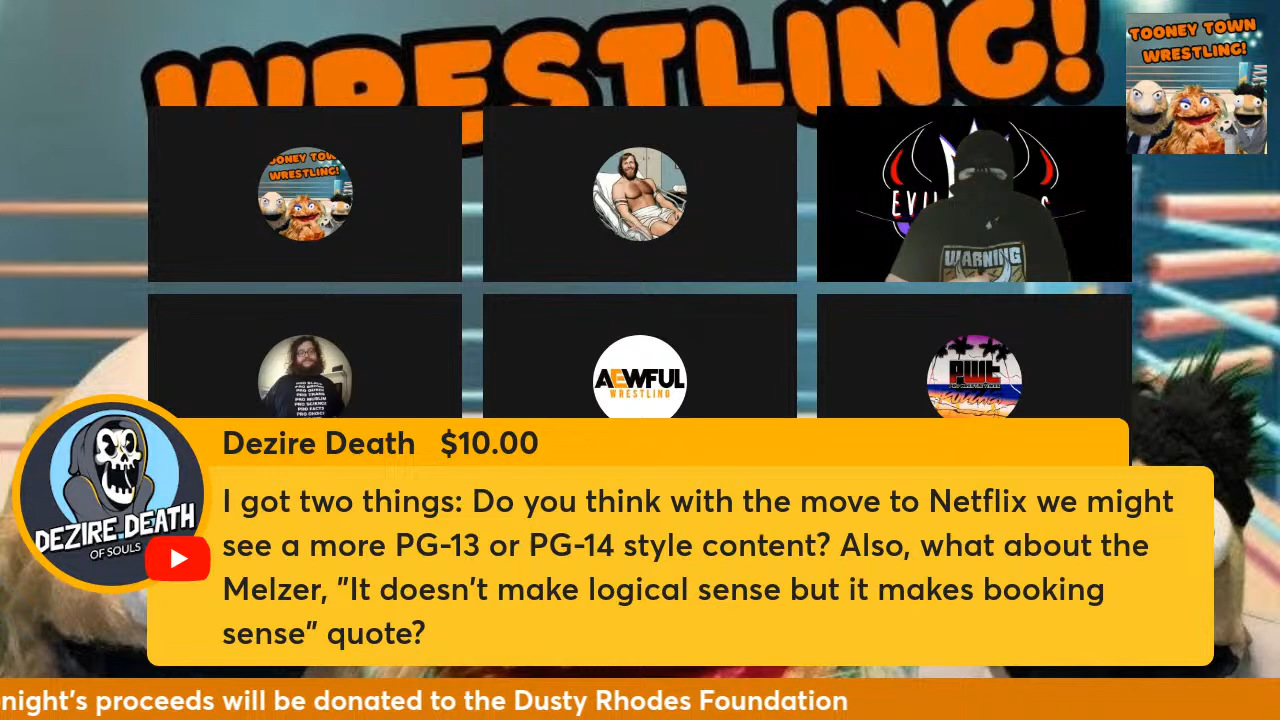 WRESTLING!
TOONEY TOWN
WRESTLING!
TOONEY TOWN
WRESTLING!
EVIL
WARNING
AEWFUL
WRESTLING
PWT
Dezire Death $10.00
I got two things: Do you think with the move to Netflix we might
see a more PG-13 or PG-14 style content? Also, what about the
Melzer, "It doesn't make logical sense but it makes booking
sense" quote?
DEZIRE DEATH
OF SOULS
night's proceeds will be donated to the Dusty Rhodes Foundation